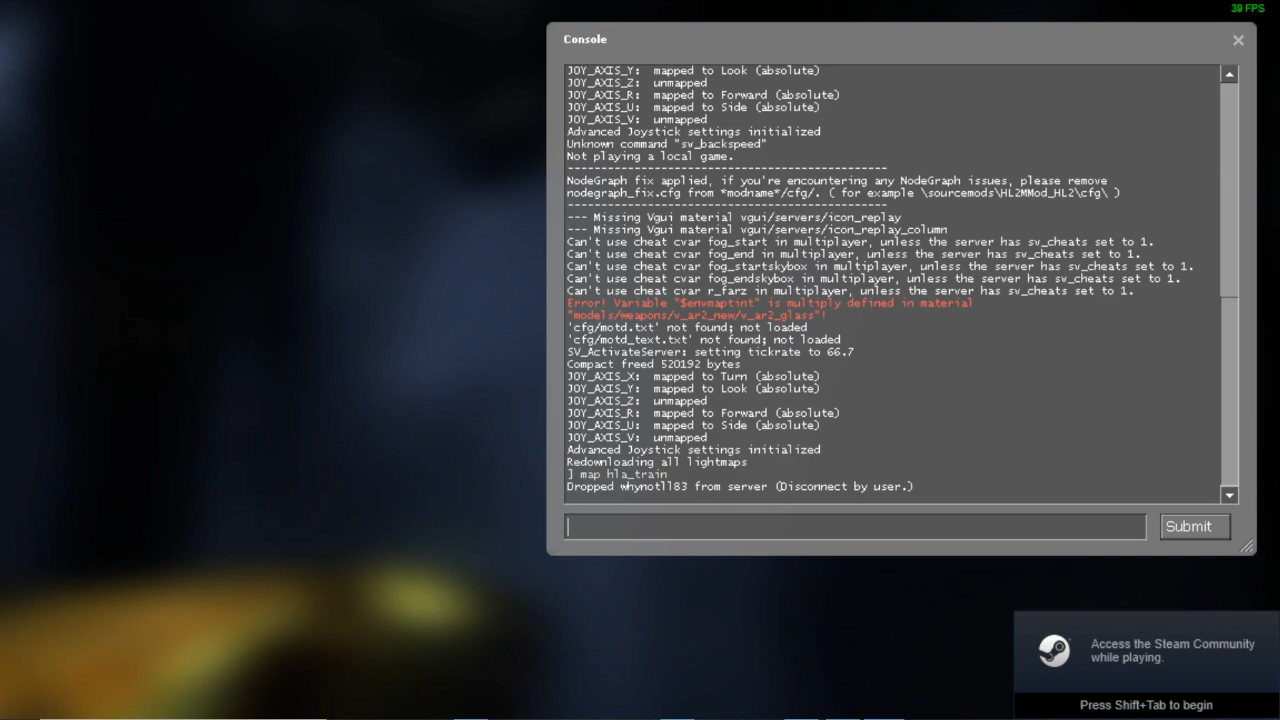 39 FPS
Console
JOY_AXIS_Y:  mapped to Look (absolute)
JOY_AXIS_Z:  unmapped
JOY_AXIS_R:  mapped to Forward (absolute)
JOY_AXIS_U:  mapped to Side (absolute)
JOY_AXIS_V:  unmapped
Advanced Joystick settings initialized
Unknown command "sv_backspeed"
Not playing a local game.
---------------------------------------------
NodeGraph fix applied, if you're encountering any NodeGraph issues, please remove
nodegraph_fix.cfg from *modname*/cfg/. ( for example \sourcemods\HL2MMod_HL2\cfg\ )
---------------------------------------------
--- Missing Vgui material vgui/servers/icon_replay
--- Missing Vgui material vgui/servers/icon_replay_column
Can't use cheat cvar fog_start in multiplayer, unless the server has sv_cheats set to 1.
Can't use cheat cvar fog_end in multiplayer, unless the server has sv_cheats set to 1.
Can't use cheat cvar fog_startskybox in multiplayer, unless the server has sv_cheats set to 1.
Can't use cheat cvar fog_endskybox in multiplayer, unless the server has sv_cheats set to 1.
Can't use cheat cvar r_farz in multiplayer, unless the server has sv_cheats set to 1.
Error! Variable "$envmaptint" is multiply defined in material
"models/weapons/v_ar2_new/v_ar2_glass"!
'cfg/motd.txt' not found; not loaded
'cfg/motd_text.txt' not found; not loaded
SV_ActivateServer: setting tickrate to 66.7
Compact freed 520192 bytes
JOY_AXIS_X:  mapped to Turn (absolute)
JOY_AXIS_Y:  mapped to Look (absolute)
JOY_AXIS_Z:  unmapped
JOY_AXIS_R:  mapped to Forward (absolute)
JOY_AXIS_U:  mapped to Side (absolute)
JOY_AXIS_V:  unmapped
Advanced Joystick settings initialized
Redownloading all lightmaps
] map hla_train
Dropped whynotll83 from server (Disconnect by user.)
Submit
Access the Steam Community
while playing.
Press Shift+Tab to begin